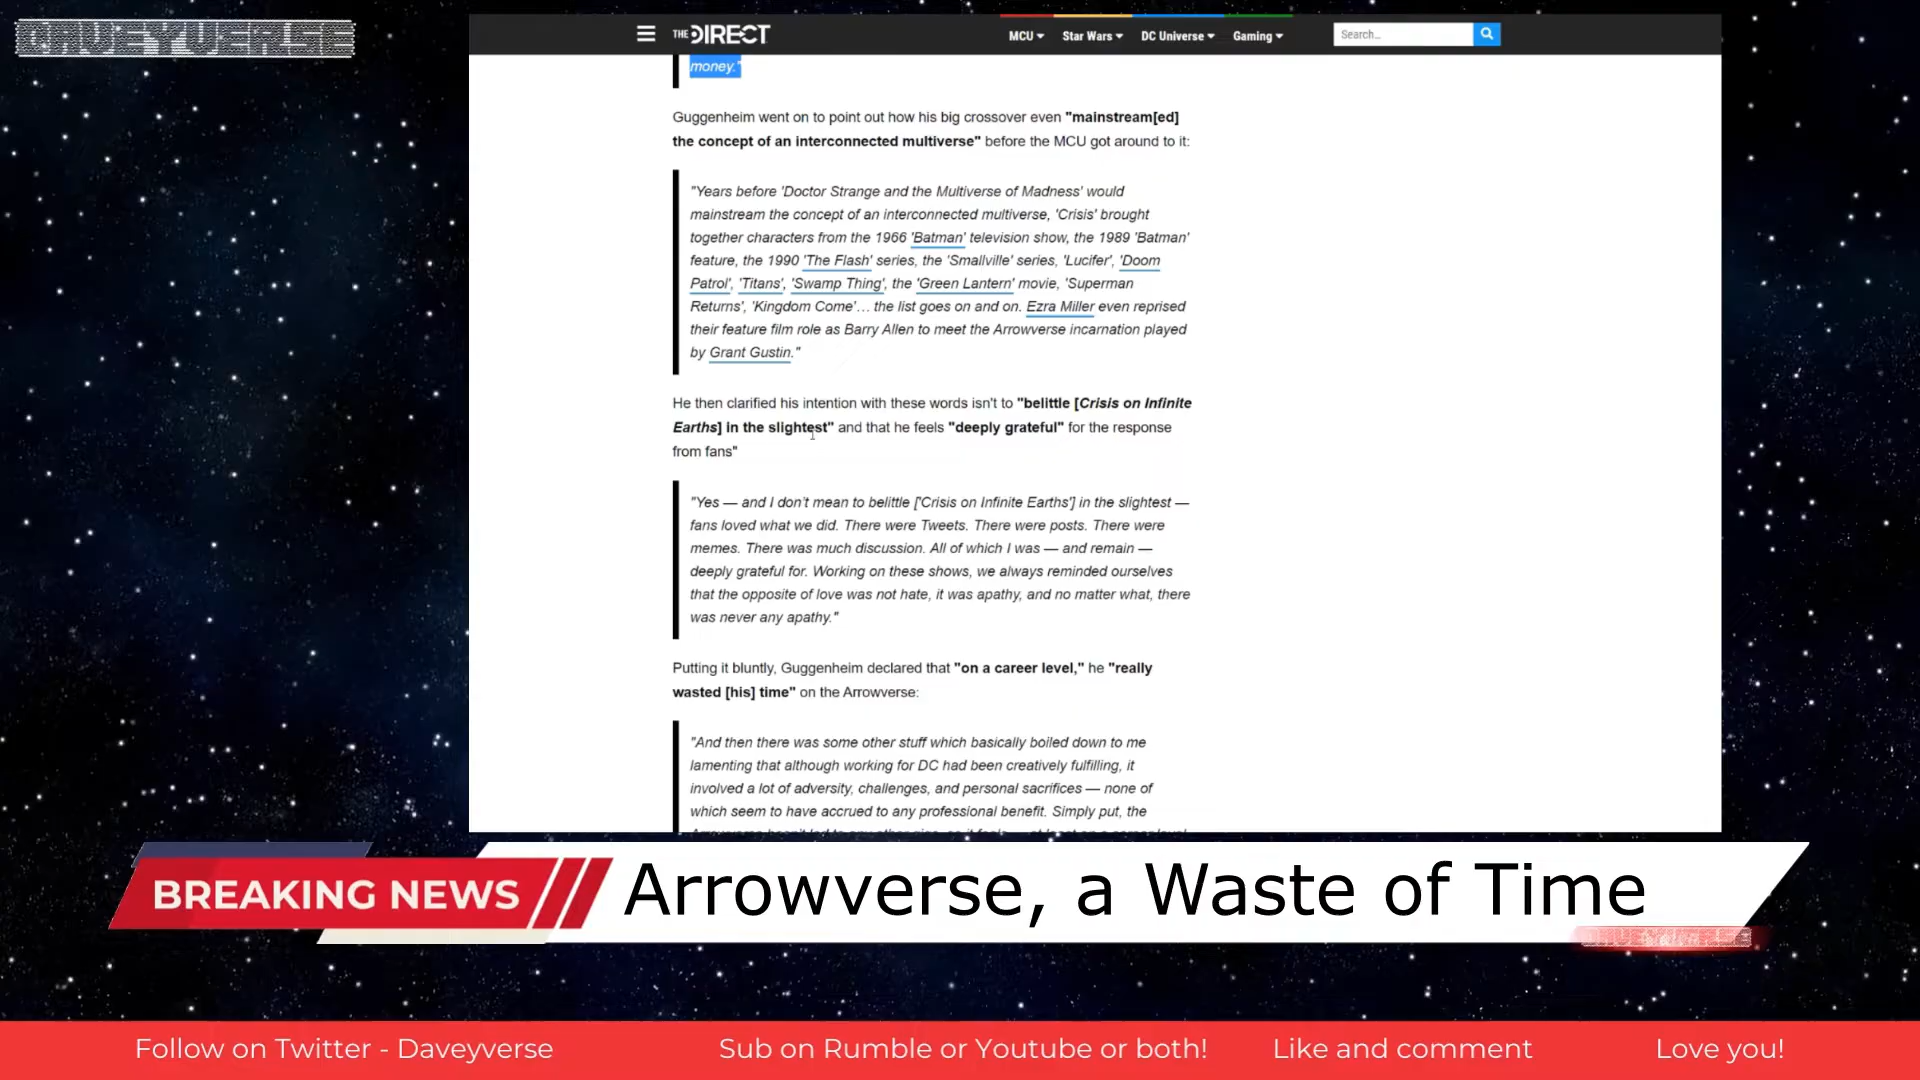 DAVEYVERSE
THE DIRECT
MCU
Star Wars
DC Universe
Gaming
Search...
money."
Guggenheim went on to point out how his big crossover even "mainstream[ed]
the concept of an interconnected multiverse" before the MCU got around to it:
"Years before 'Doctor Strange and the Multiverse of Madness' would
mainstream the concept of an interconnected multiverse, 'Crisis' brought
together characters from the 1966 'Batman' television show, the 1989 'Batman'
feature, the 1990 'The Flash' series, the 'Smallville' series, 'Lucifer', 'Doom
Patrol', 'Titans', 'Swamp Thing', the 'Green Lantern' movie, 'Superman
Returns', 'Kingdom Come'… the list goes on and on. Ezra Miller even reprised
their feature film role as Barry Allen to meet the Arrowverse incarnation played
by Grant Gustin."
He then clarified his intention with these words isn't to "belittle [Crisis on Infinite
Earths] in the slightest" and that he feels "deeply grateful" for the response
from fans"
"Yes — and I don't mean to belittle ['Crisis on Infinite Earths'] in the slightest —
fans loved what we did. There were Tweets. There were posts. There were
memes. There was much discussion. All of which I was — and remain —
deeply grateful for. Working on these shows, we always reminded ourselves
that the opposite of love was not hate, it was apathy, and no matter what, there
was never any apathy."
Putting it bluntly, Guggenheim declared that "on a career level," he "really
wasted [his] time" on the Arrowverse:
"And then there was some other stuff which basically boiled down to me
lamenting that although working for DC had been creatively fulfilling, it
involved a lot of adversity, challenges, and personal sacrifices — none of
which seem to have accrued to any professional benefit. Simply put, the
BREAKING NEWS
Arrowverse, a Waste of Time
Follow on Twitter - Daveyverse
Sub on Rumble or Youtube or both!
Like and comment
Love you!